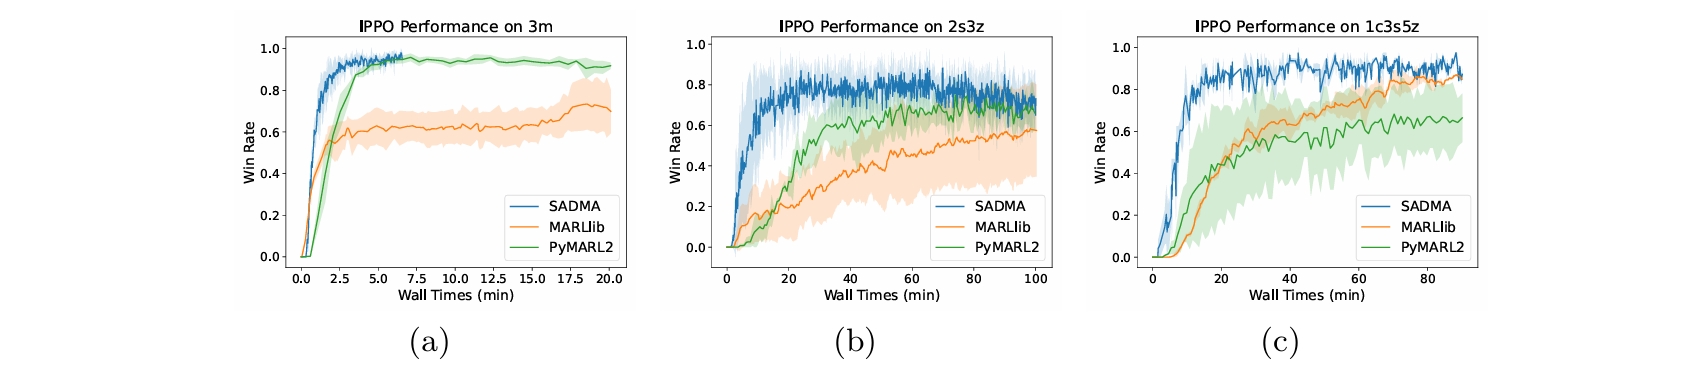 IPPO Performance on 3m
Win Rate
1.0
0.8
0.6
0.4
0.2
0.0
SADMA
MARLlib
PyMARL2
0.0 2.5 5.0 7.5 10.0 12.5 15.0 17.5 20.0
Wall Times (min)
(a)
IPPO Performance on 2s3z
Win Rate
1.0
0.8
0.6
0.4
0.2
0.0
SADMA
MARLlib
PyMARL2
0 20 40 60 80 100
Wall Times (min)
(b)
IPPO Performance on 1c3s5z
Win Rate
1.0
0.8
0.6
0.4
0.2
0.0
SADMA
MARLlib
PyMARL2
0 20 40 60 80
Wall Times (min)
(c)